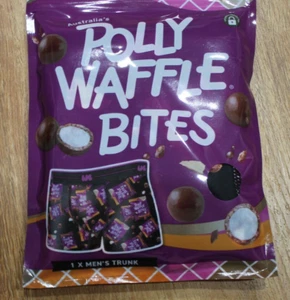 Australia's
POLLY
WAFFLE®
BITES
1 X MEN'S TRUNK